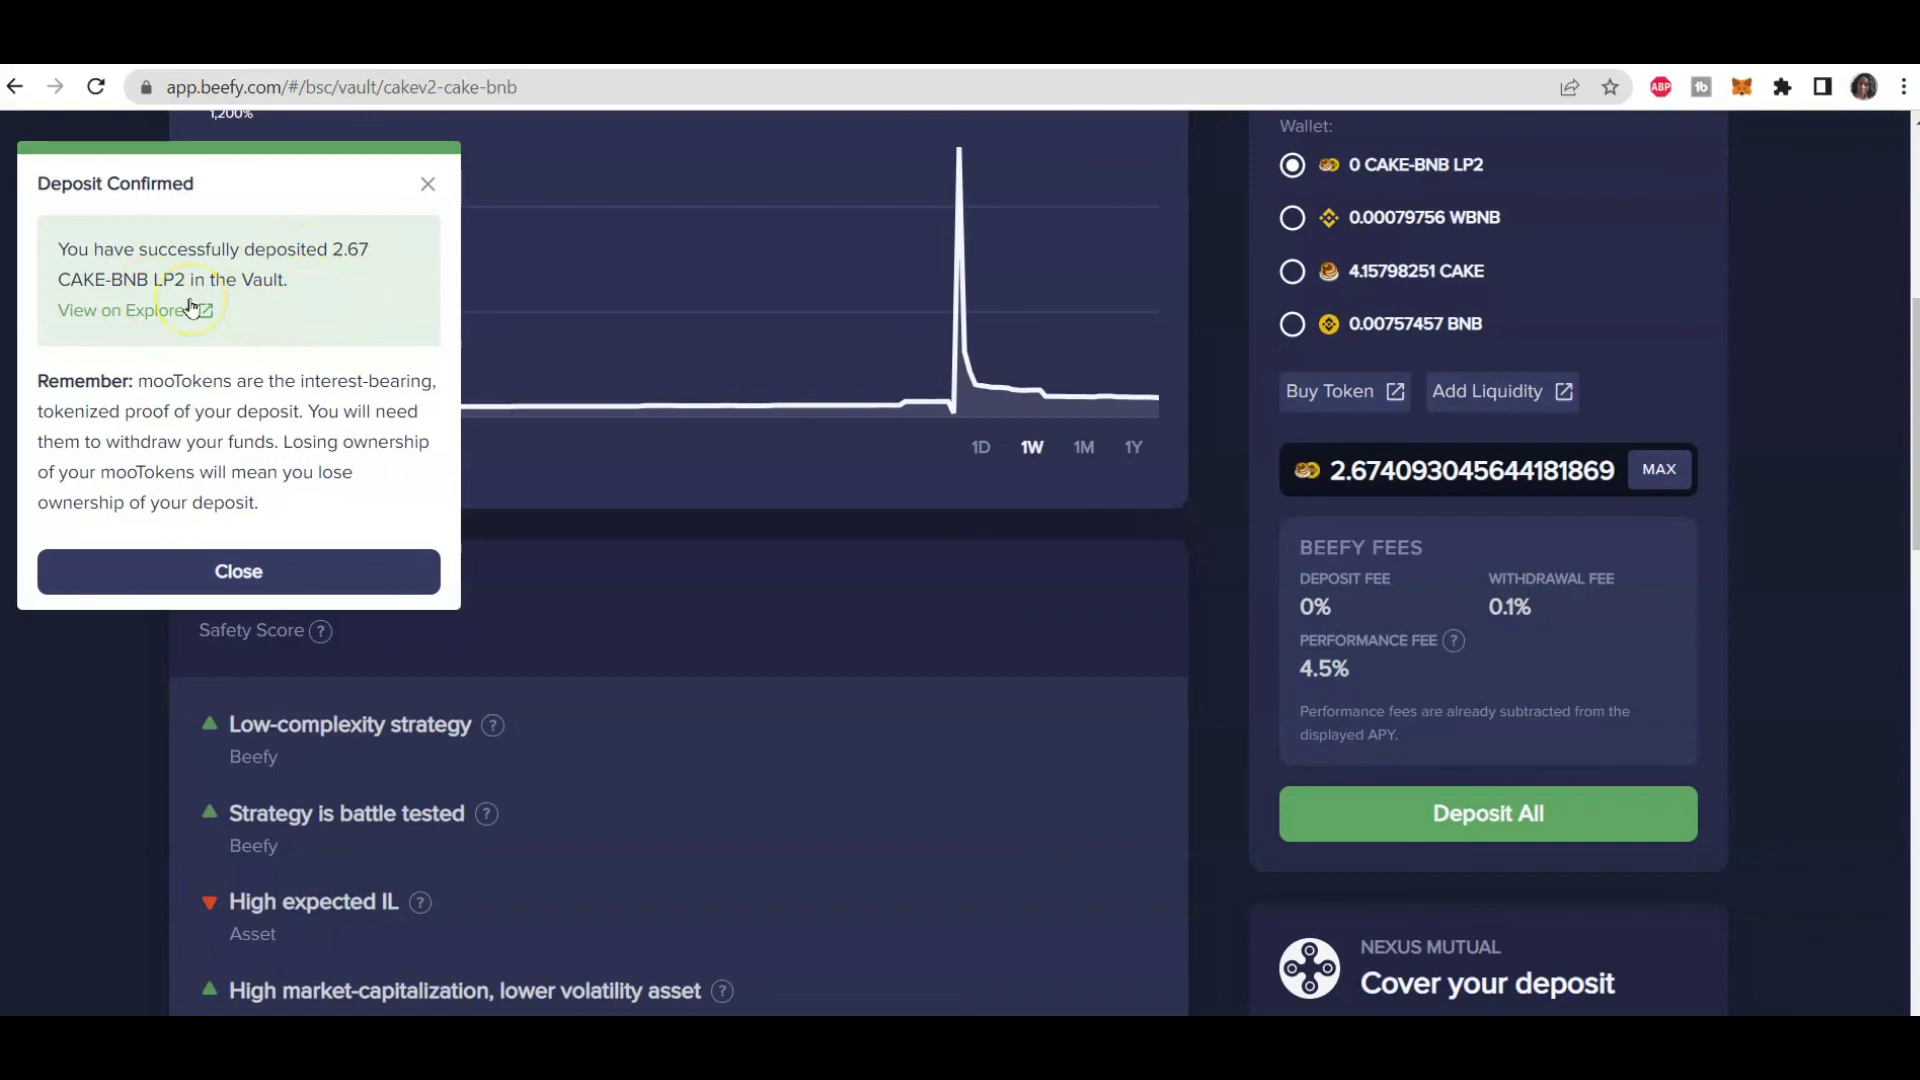 app.beefy.com/#/bsc/vault/cakev2-cake-bnb
ABP
tb
1,200%
Deposit Confirmed
You have successfully deposited 2.67
CAKE-BNB LP2 in the Vault.
View on Explorer
Remember: mooTokens are the interest-bearing,
tokenized proof of your deposit. You will need
them to withdraw your funds. Losing ownership
of your mooTokens will mean you lose
ownership of your deposit.
Close
1D 1W 1M 1Y
Safety Score ?
Low-complexity strategy ?
Beefy
Strategy is battle tested ?
Beefy
High expected IL ?
Asset
High market-capitalization, lower volatility asset ?
Wallet:
0 CAKE-BNB LP2
0.00079756 WBNB
4.15798251 CAKE
0.00757457 BNB
Buy Token Add Liquidity
2.674093045644181869 MAX
BEEFY FEES
DEPOSIT FEE WITHDRAWAL FEE
0% 0.1%
PERFORMANCE FEE ?
4.5%
Performance fees are already subtracted from the
displayed APY.
Deposit All
NEXUS MUTUAL
Cover your deposit